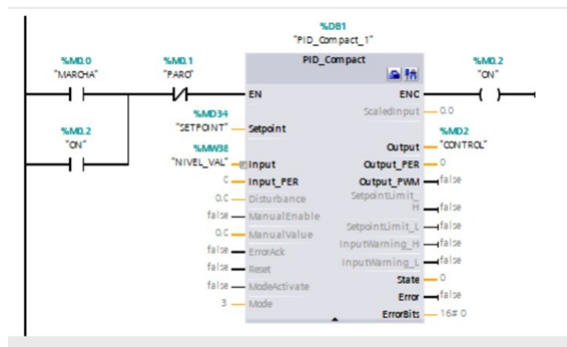 %DB1
"PID_Compact_1"
%M0.0
"MARCHA"
%M0.1
"PARO"
PID_Compact
%M0.2
"ON"
EN
ENO
ScaledInput
0.0
%MD34
"SETPOINT"
Setpoint
%M0.2
"ON"
%MD2
"CONTROL"
Output
%MW38
"NIVEL_VAL"
Input
Output_PER
0
0
Input_PER
Output_PWM
false
0.0
Disturbance
SetpointLimit_
H
false
false
ManualEnable
SetpointLimit_L
false
0.0
ManualValue
InputWarning_H
false
false
ErrorAck
InputWarning_L
false
false
Reset
State
0
false
ModeActivate
Error
false
3
Mode
ErrorBits
16#0